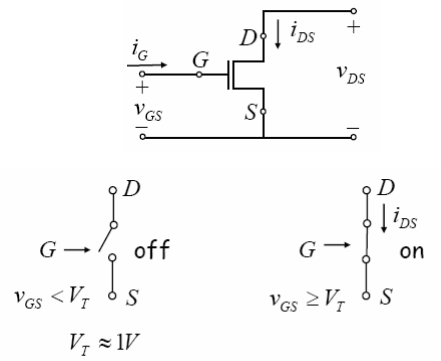 D i_DS +
i_G G
+ v_DS
v_GS S
− −
D D
i_DS
G off G on
v_GS < V_T S v_GS ≥ V_T S
V_T ≈ 1V